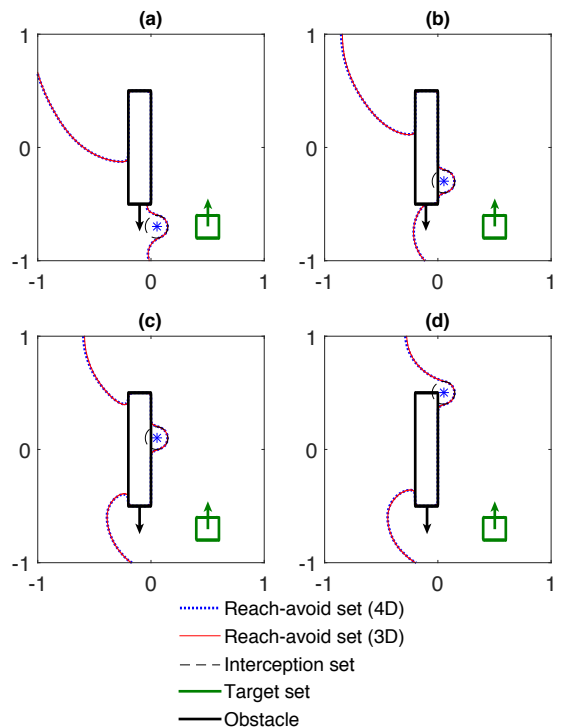 (a)
(b)
1
0
-1
-1
0
1
1
0
-1
-1
0
1
(c)
(d)
1
0
-1
-1
0
1
1
0
-1
-1
0
1
Reach-avoid set (4D)
Reach-avoid set (3D)
Interception set
Target set
Obstacle